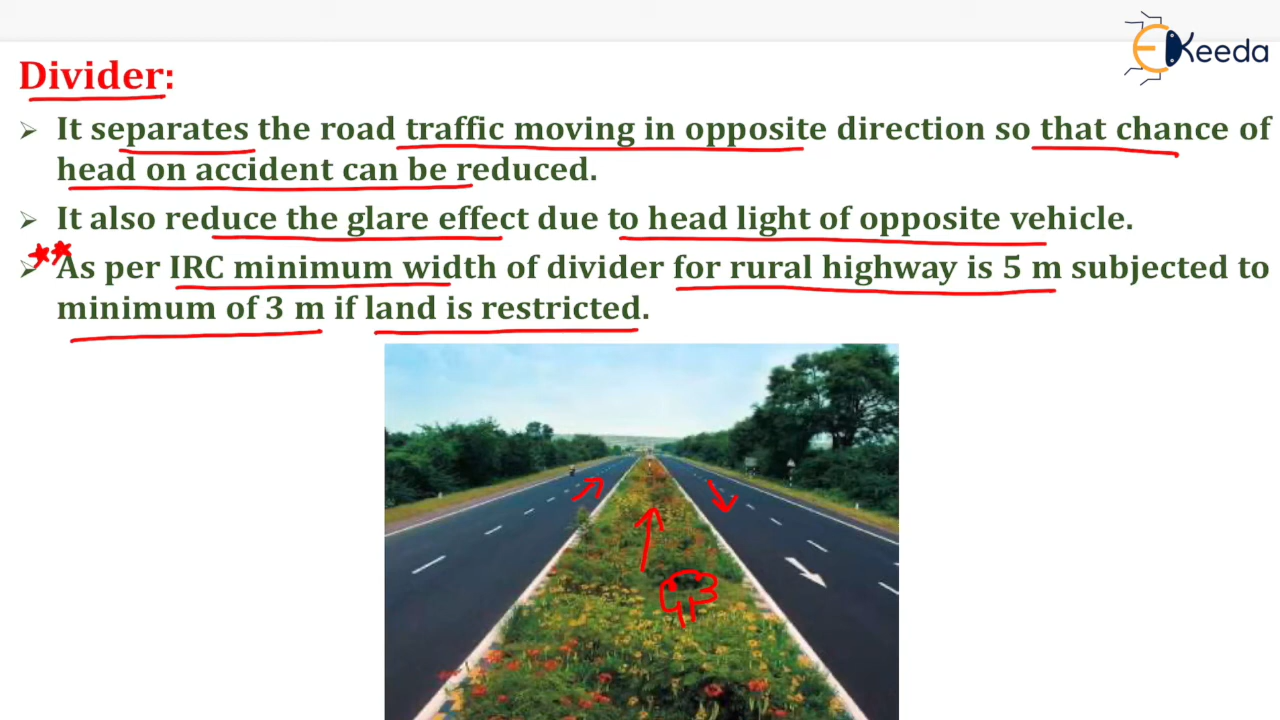 EKeeda
Divider:
➢ It separates the road traffic moving in opposite direction so that chance of
head on accident can be reduced.
➢ It also reduce the glare effect due to head light of opposite vehicle.
➢ As per IRC minimum width of divider for rural highway is 5 m subjected to
minimum of 3 m if land is restricted.